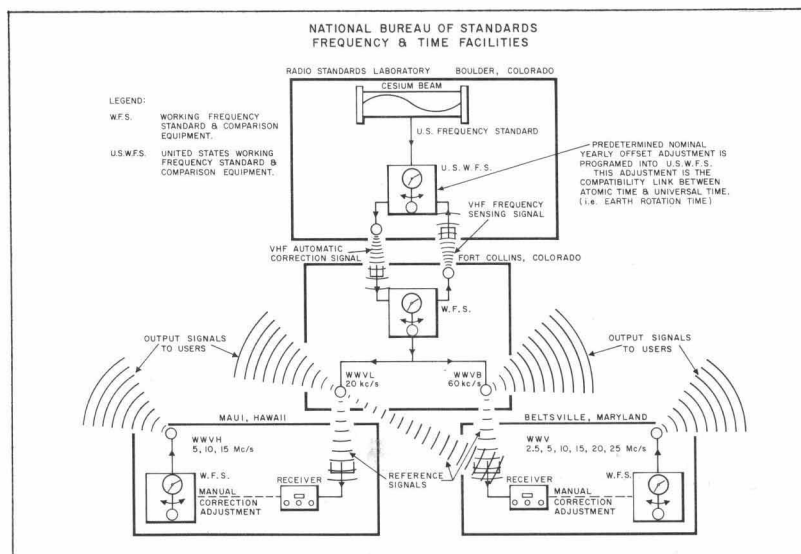 NATIONAL BUREAU OF STANDARDS
FREQUENCY & TIME FACILITIES
RADIO STANDARDS LABORATORY BOULDER, COLORADO
CESIUM BEAM
LEGEND:
W.F.S. WORKING FREQUENCY
STANDARD & COMPARISON
EQUIPMENT.
U.S.W.F.S. UNITED STATES WORKING
FREQUENCY STANDARD &
COMPARISON EQUIPMENT.
U.S. FREQUENCY STANDARD
U.S.W.F.S.
PREDETERMINED NOMINAL
YEARLY OFFSET ADJUSTMENT IS
PROGRAMED INTO U.S.W.F.S.
THIS ADJUSTMENT IS THE
COMPATIBILITY LINK BETWEEN
ATOMIC TIME & UNIVERSAL TIME.
(i.e. EARTH ROTATION TIME)
VHF FREQUENCY
SENSING SIGNAL
VHF AUTOMATIC
CORRECTION SIGNAL
FORT COLLINS, COLORADO
W.F.S.
OUTPUT SIGNALS
TO USERS
OUTPUT SIGNALS
TO USERS
WWVL
20 kc/s
WWVB
60 kc/s
MAUI, HAWAII
BELTSVILLE, MARYLAND
WWVH
5, 10, 15 Mc/s
WWV
2.5, 5, 10, 15, 20, 25 Mc/s
W.F.S.
RECEIVER
REFERENCE
SIGNALS
RECEIVER
W.F.S.
MANUAL
CORRECTION
ADJUSTMENT
MANUAL
CORRECTION
ADJUSTMENT